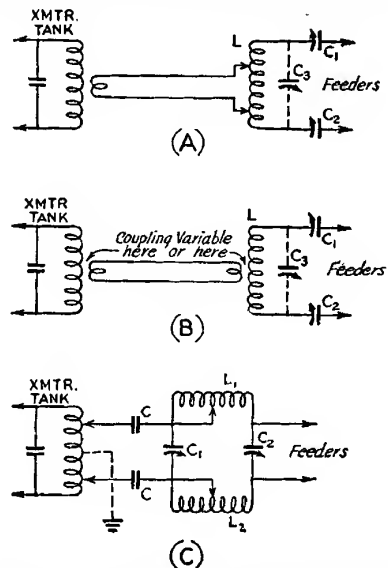 XMTR.
TANK
L
C1
C3
Feeders
C2
(A)
XMTR.
TANK
Coupling Variable
here or here
L
C1
C3
Feeders
C2
(B)
XMTR.
TANK
L1
C
C1
C2
Feeders
C
L2
(C)